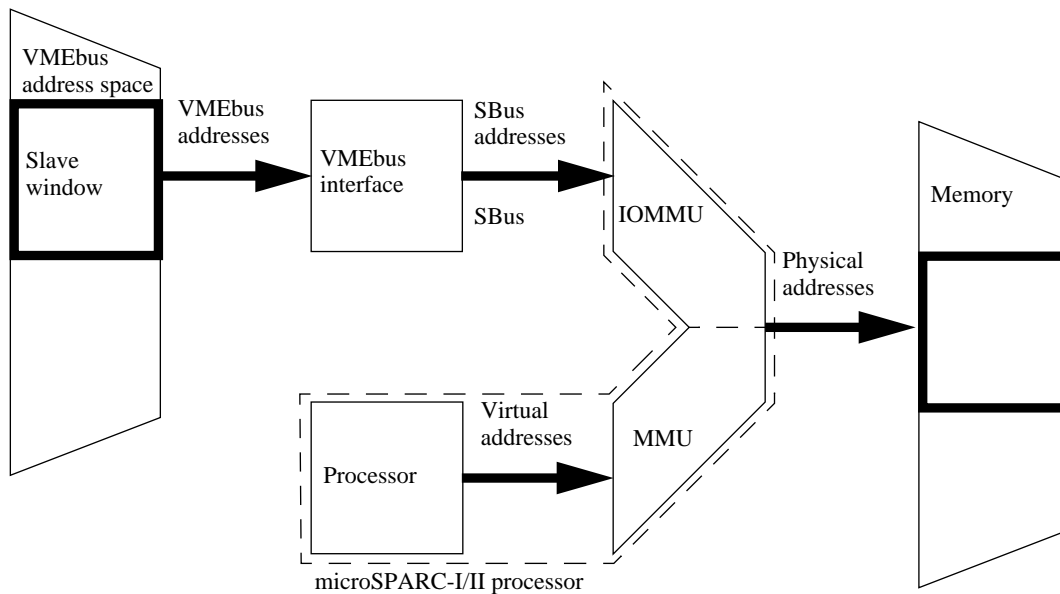 VMEbus
address space
Slave
window
VMEbus
addresses
VMEbus
interface
SBus
addresses
SBus
IOMMU
Physical
addresses
Memory
Processor
Virtual
addresses
MMU
microSPARC-I/II processor